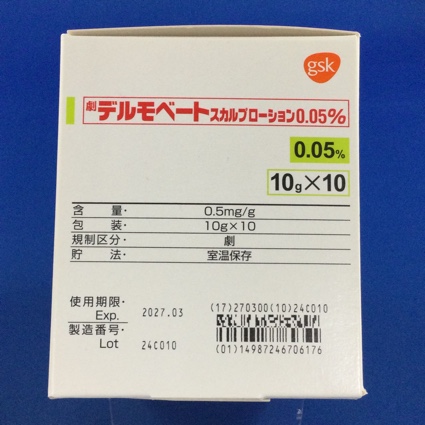 gsk
劇 デルモベートスカルプローション0.05%
0.05%
10g×10
含量 0.5mg/g
包装 10g×10
規制区分 劇
貯法 室温保存
使用期限 Exp. 2027.03
製造番号 Lot 24C010
(17)270300(10)24C010
(01)14987246706176